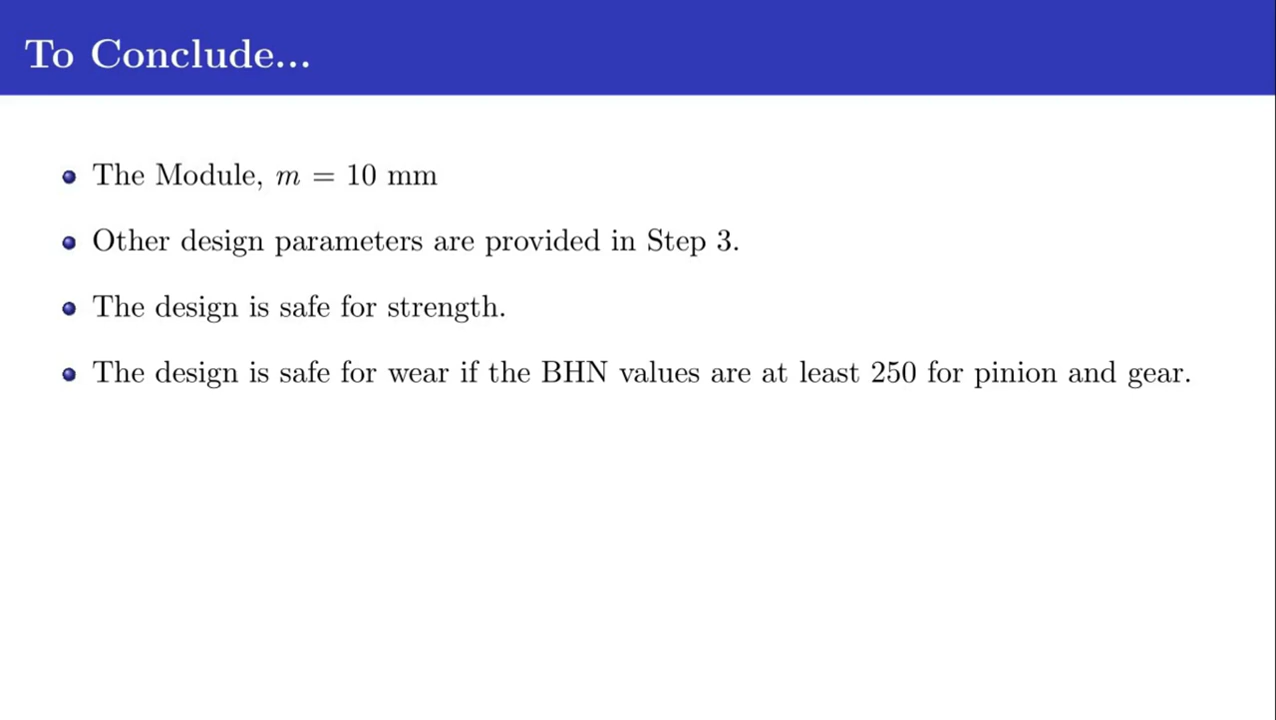 To Conclude...
The Module, m = 10 mm
Other design parameters are provided in Step 3.
The design is safe for strength.
The design is safe for wear if the BHN values are at least 250 for pinion and gear.